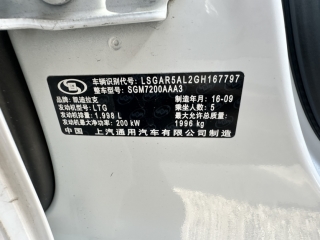 车辆识别代号: LSGAR5AL2GH167797
整车型号: SGM7200AAA3
品牌: 凯迪拉克 制造年月: 16-09
发动机型号: LTG 乘坐人数: 5
发动机排量: 1.998 L 最大允许总质量:
发动机最大净功率: 200 kW 1996 kg
中国 上汽通用汽车有限公司制造